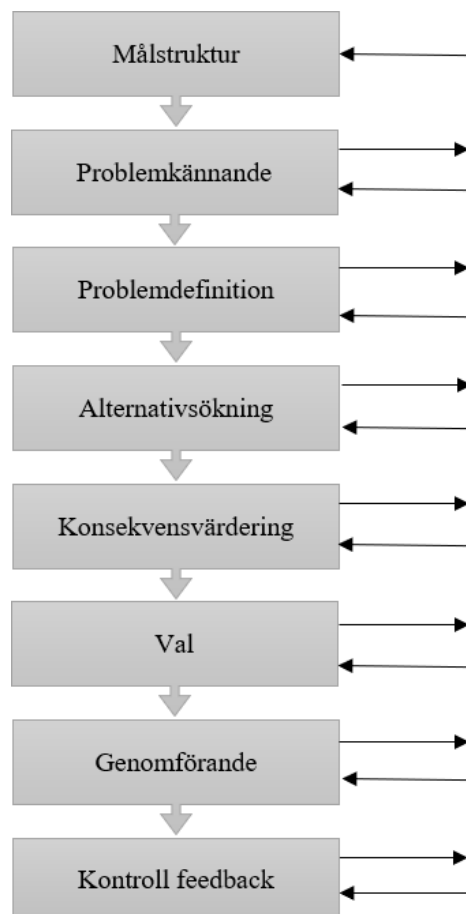 Målstruktur
Problemkännande
Problemdefinition
Alternativsökning
Konsekvensvärdering
Val
Genomförande
Kontroll feedback